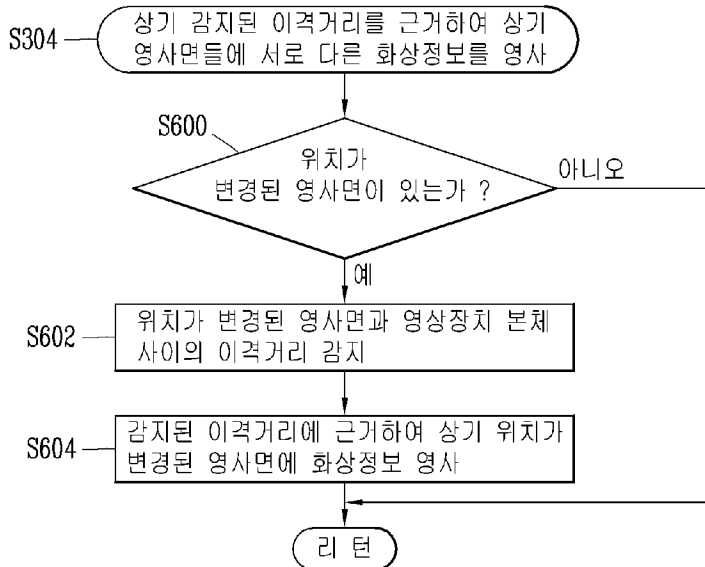 S304
상기 감지된 이격거리를 근거하여 상기
영사면들에 서로 다른 화상정보를 영사
S600
위치가
변경된 영사면이 있는가 ?
아니오
예
S602
위치가 변경된 영사면과 영상장치 본체
사이의 이격거리 감지
S604
감지된 이격거리에 근거하여 상기 위치가
변경된 영사면에 화상정보 영사
리 턴